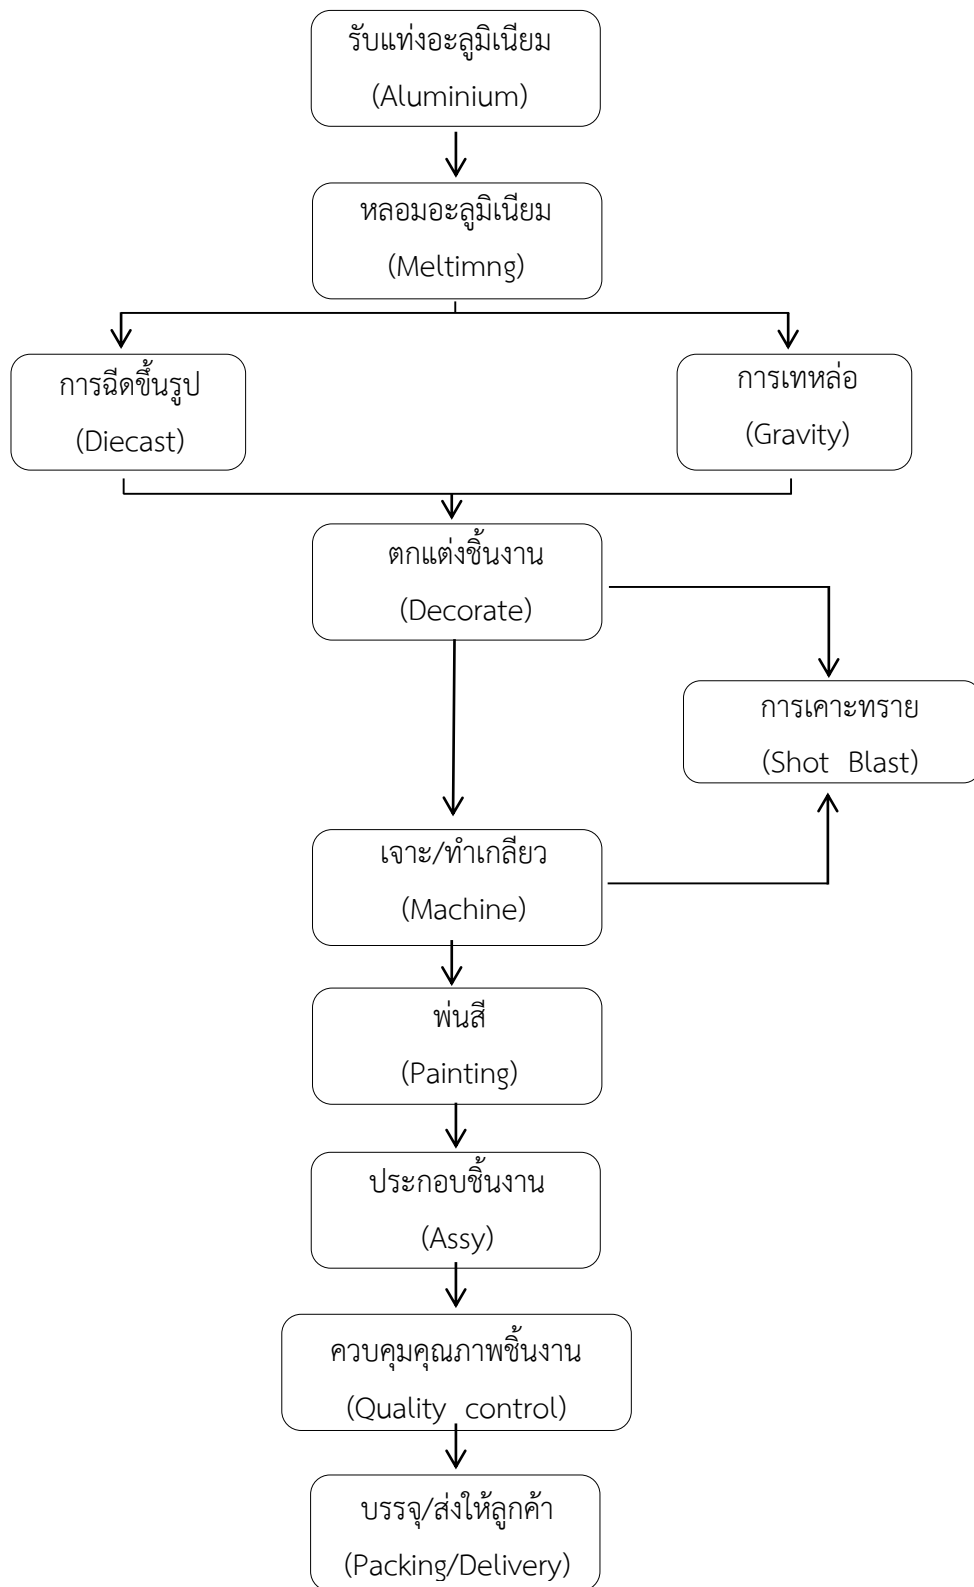 รับแท่งอะลูมิเนียม
(Aluminium)
หลอมอะลูมิเนียม
(Meltimng)
การฉีดขึ้นรูป
(Diecast)
การเทหล่อ
(Gravity)
ตกแต่งชิ้นงาน
(Decorate)
การเคาะทราย
(Shot Blast)
เจาะ/ทำเกลียว
(Machine)
พ่นสี
(Painting)
ประกอบชิ้นงาน
(Assy)
ควบคุมคุณภาพชิ้นงาน
(Quality control)
บรรจุ/ส่งให้ลูกค้า
(Packing/Delivery)